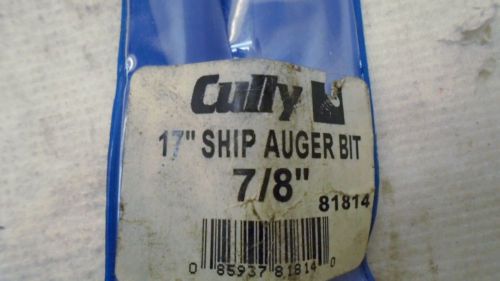 Cully
17" SHIP AUGER BIT
7/8"
81814
0 85937 81814 0